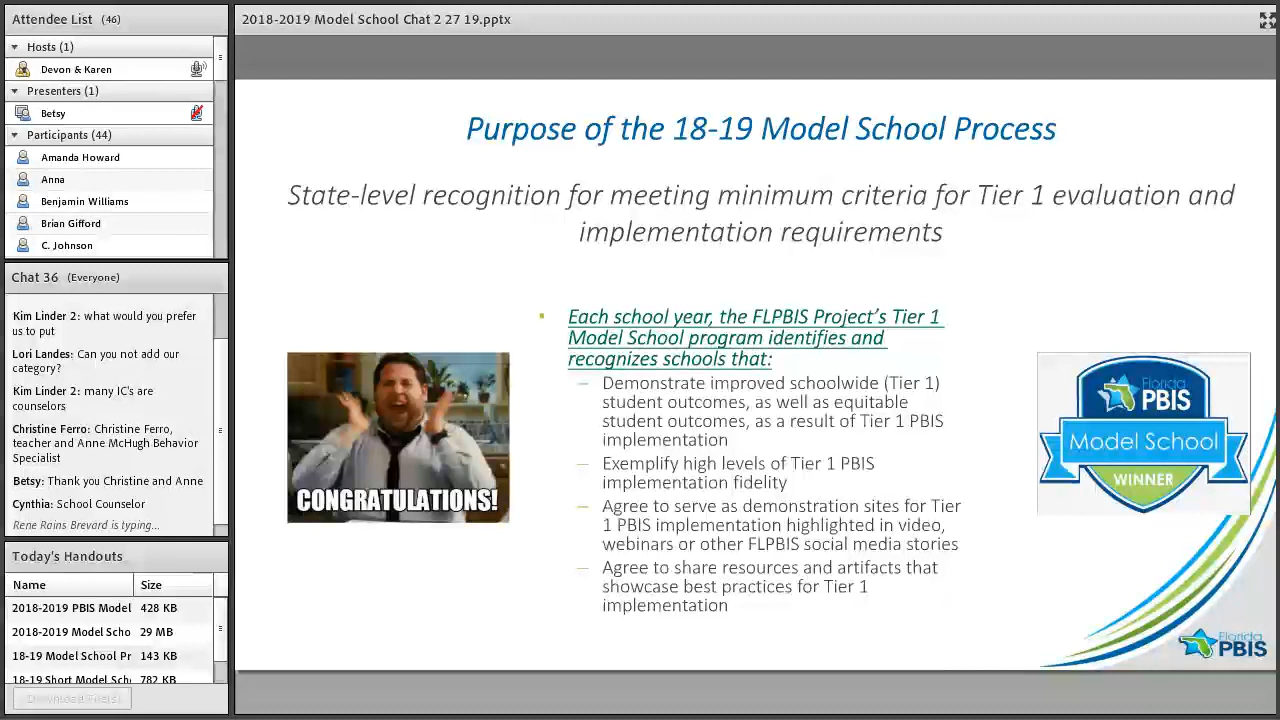 Attendee List (46)
Hosts (1)
Devon & Karen
Presenters (1)
Betsy
Participants (44)
Amanda Howard
Anna
Benjamin Williams
Brian Gifford
C. Johnson
Chat 36 (Everyone)
Kim Linder 2: what would you prefer
us to put
Lori Landes: Can you not add our
category?
Kim Linder 2: many IC's are
counselors
Christine Ferro: Christine Ferro,
teacher and Anne McHugh Behavior
Specialist
Betsy: Thank you Christine and Anne
Cynthia: School Counselor
Rene Rains Brevard is typing...
Today's Handouts
Name Size
2018-2019 PBIS Model 428 KB
2018-2019 Model Scho 29 MB
18-19 Model School Pr 143 KB
18-19 Short Model Sch 782 KB
Download File(s)
2018-2019 Model School Chat 2 27 19.pptx
Purpose of the 18-19 Model School Process
State-level recognition for meeting minimum criteria for Tier 1 evaluation and
implementation requirements
Each school year, the FLPBIS Project's Tier 1
Model School program identifies and
recognizes schools that:
– Demonstrate improved schoolwide (Tier 1)
student outcomes, as well as equitable
student outcomes, as a result of Tier 1 PBIS
implementation
– Exemplify high levels of Tier 1 PBIS
implementation fidelity
– Agree to serve as demonstration sites for Tier
1 PBIS implementation highlighted in video,
webinars or other FLPBIS social media stories
– Agree to share resources and artifacts that
showcase best practices for Tier 1
implementation
CONGRATULATIONS!
Florida
PBIS
Model School
WINNER
Florida
PBIS